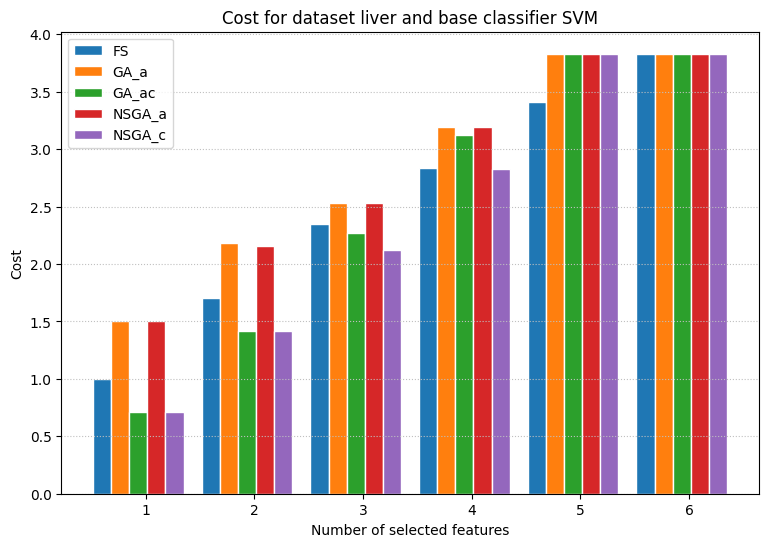 Cost for dataset liver and base classifier SVM
4.0
3.5
3.0
2.5
2.0
1.5
1.0
0.5
0.0
Cost
FS
GA_a
GA_ac
NSGA_a
NSGA_c
1 2 3 4 5 6
Number of selected features